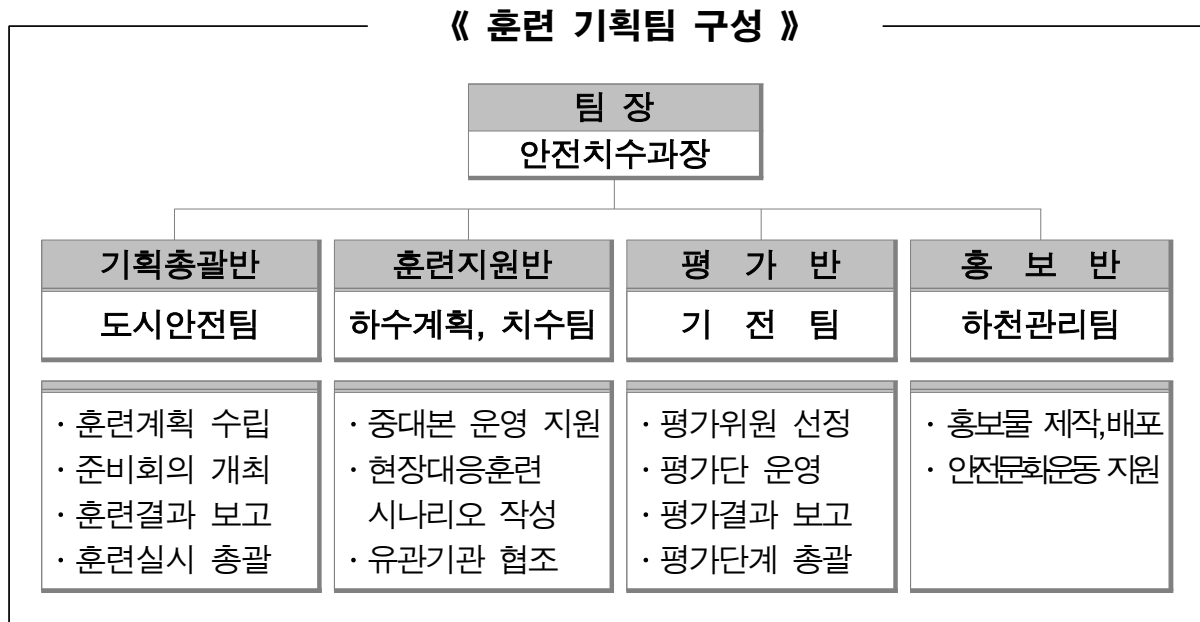 《 훈련 기획팀 구성 》
팀 장
안전치수과장
기획총괄반
도시안전팀
· 훈련계획 수립
· 준비회의 개최
· 훈련결과 보고
· 훈련실시 총괄
훈련지원반
하수계획, 치수팀
· 중대본 운영 지원
· 현장대응훈련
시나리오 작성
· 유관기관 협조
평 가 반
기 전 팀
· 평가위원 선정
· 평가단 운영
· 평가결과 보고
· 평가단계 총괄
홍 보 반
하천관리팀
· 홍보물 제작,배포
· 안전문화운동 지원